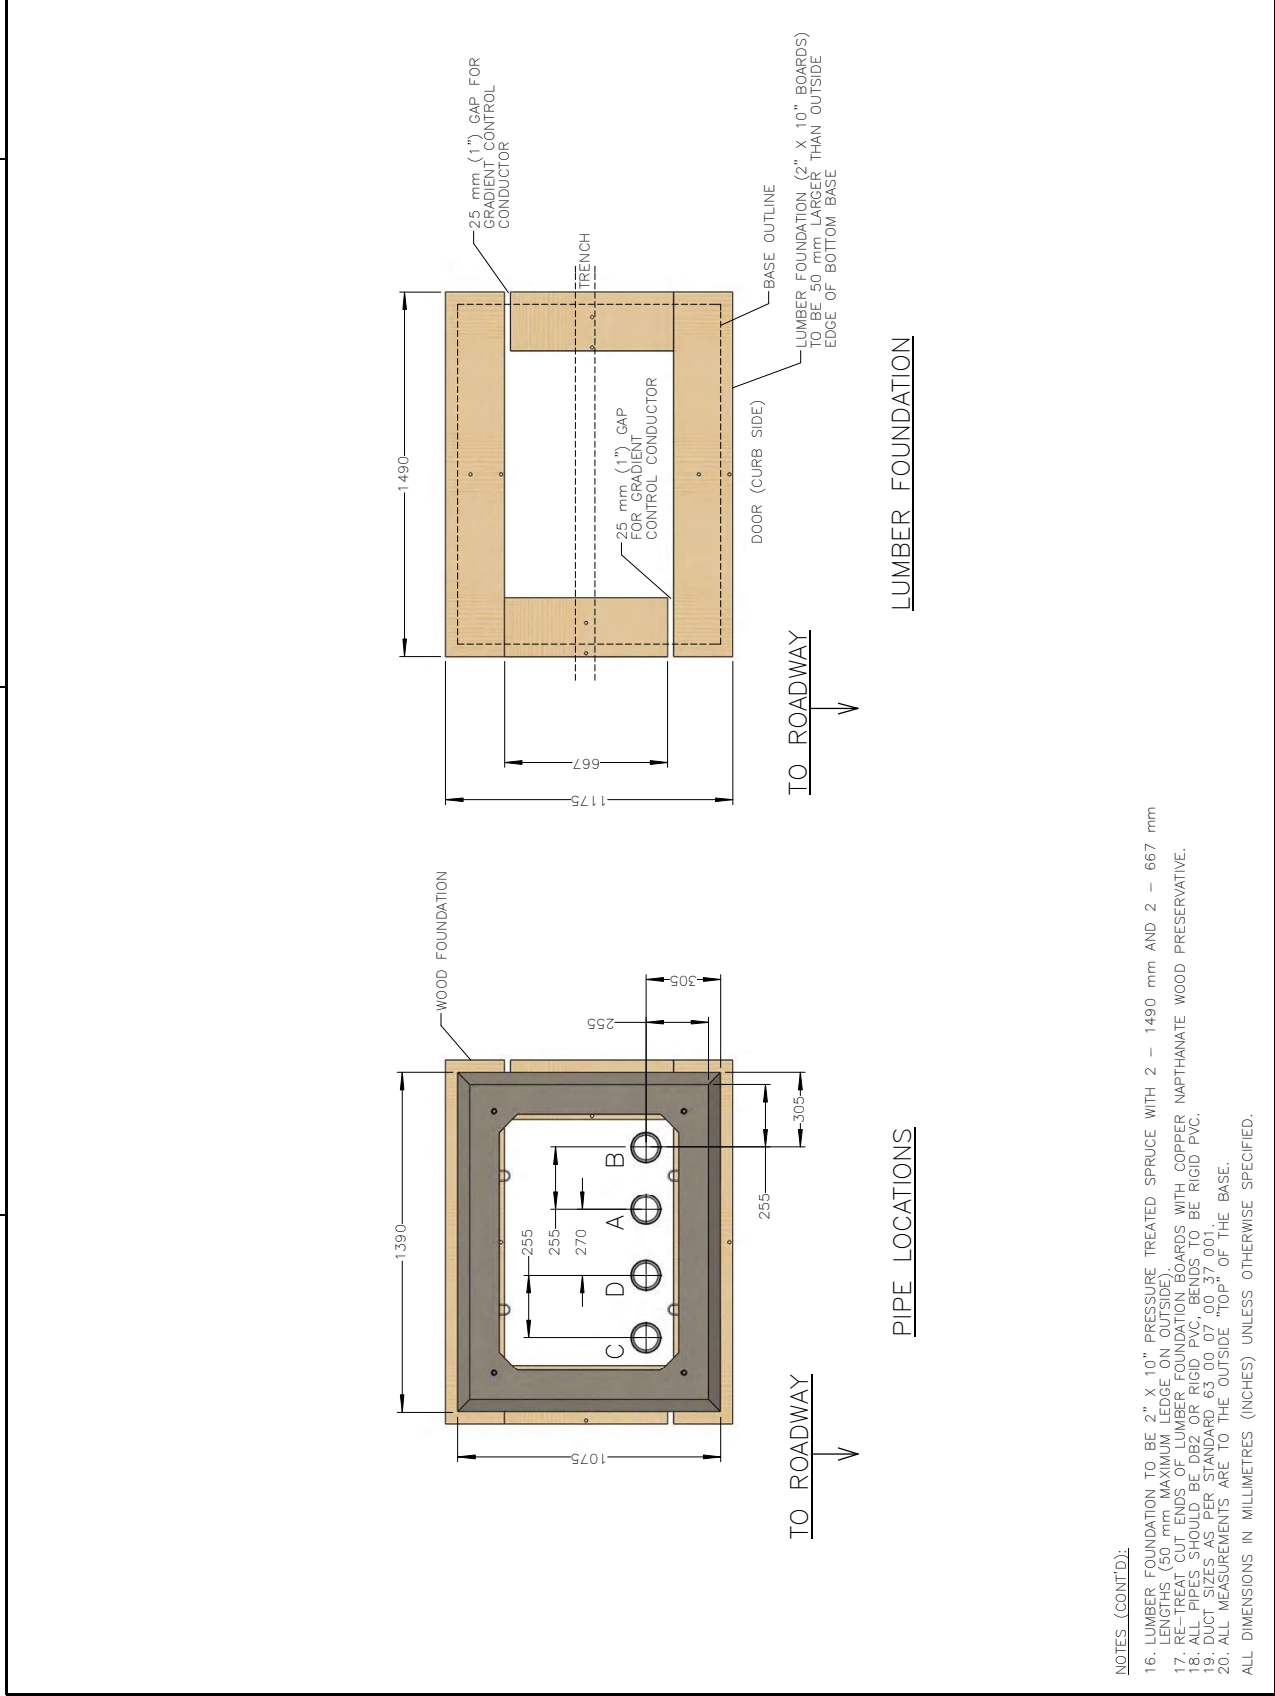 WOOD FOUNDATION
1390
1075
255
255
270
C
D
A
B
255
305
255
305
TO ROADWAY
PIPE LOCATIONS
25 mm (1") GAP FOR
GRADIENT CONTROL
CONDUCTOR
1490
TRENCH
667
1175
25 mm (1") GAP
FOR GRADIENT
CONTROL CONDUCTOR
BASE OUTLINE
LUMBER FOUNDATION (2" X 10" BOARDS)
TO BE 50 mm LARGER THAN OUTSIDE
EDGE OF BOTTOM BASE
DOOR (CURB SIDE)
TO ROADWAY
LUMBER FOUNDATION
NOTES (CONT'D):
16. LUMBER FOUNDATION TO BE 2" X 10" PRESSURE TREATED SPRUCE WITH 2 - 1490 mm AND 2 - 667 mm
LENGTHS (50 mm MAXIMUM LEDGE ON OUTSIDE).
17. RE-TREAT CUT ENDS OF LUMBER FOUNDATION BOARDS WITH COPPER NAPTHANATE WOOD PRESERVATIVE.
18. ALL PIPES SHOULD BE DB2 OR RIGID PVC, BENDS TO BE RIGID PVC.
19. DUCT SIZES AS PER STANDARD 63 00 07 00 37 001.
20. ALL MEASUREMENTS ARE TO THE OUTSIDE "TOP" OF THE BASE.
ALL DIMENSIONS IN MILLIMETRES (INCHES) UNLESS OTHERWISE SPECIFIED.